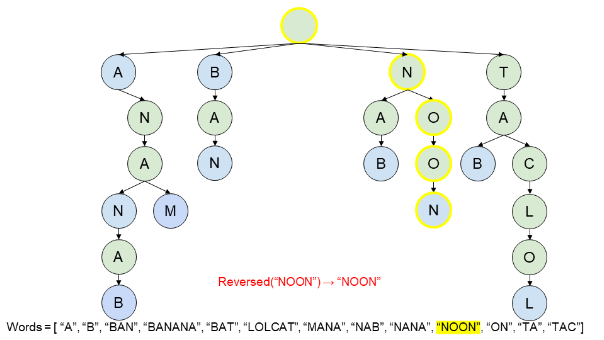 A B N T
N A A O A
A N B O B C
N M N L
A O
B L
Reversed(“NOON”) → “NOON”
Words = [ “A”, “B”, “BAN”, “BANANA”, “BAT”, “LOLCAT”, “MANA”, “NAB”, “NANA”, “NOON”, “ON”, “TA”, “TAC”]